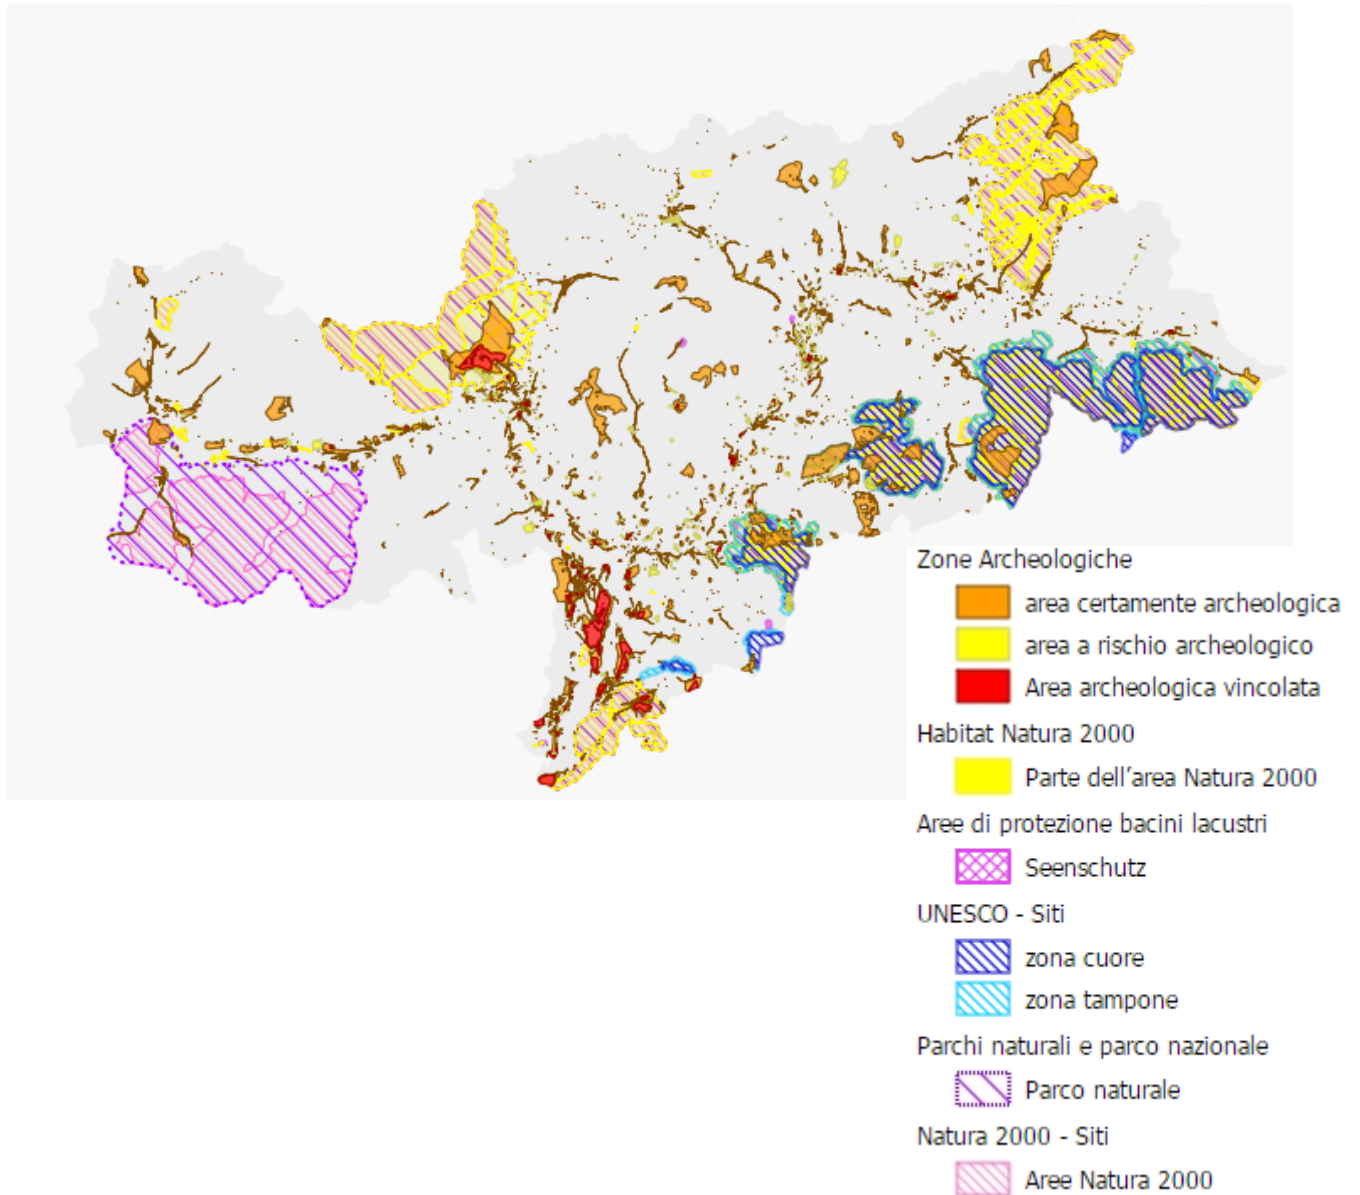 Zone Archeologiche
area certamente archeologica
area a rischio archeologico
Area archeologica vincolata
Habitat Natura 2000
Parte dell'area Natura 2000
Aree di protezione bacini lacustri
Seenschutz
UNESCO - Siti
zona cuore
zona tampone
Parchi naturali e parco nazionale
Parco naturale
Natura 2000 - Siti
Aree Natura 2000